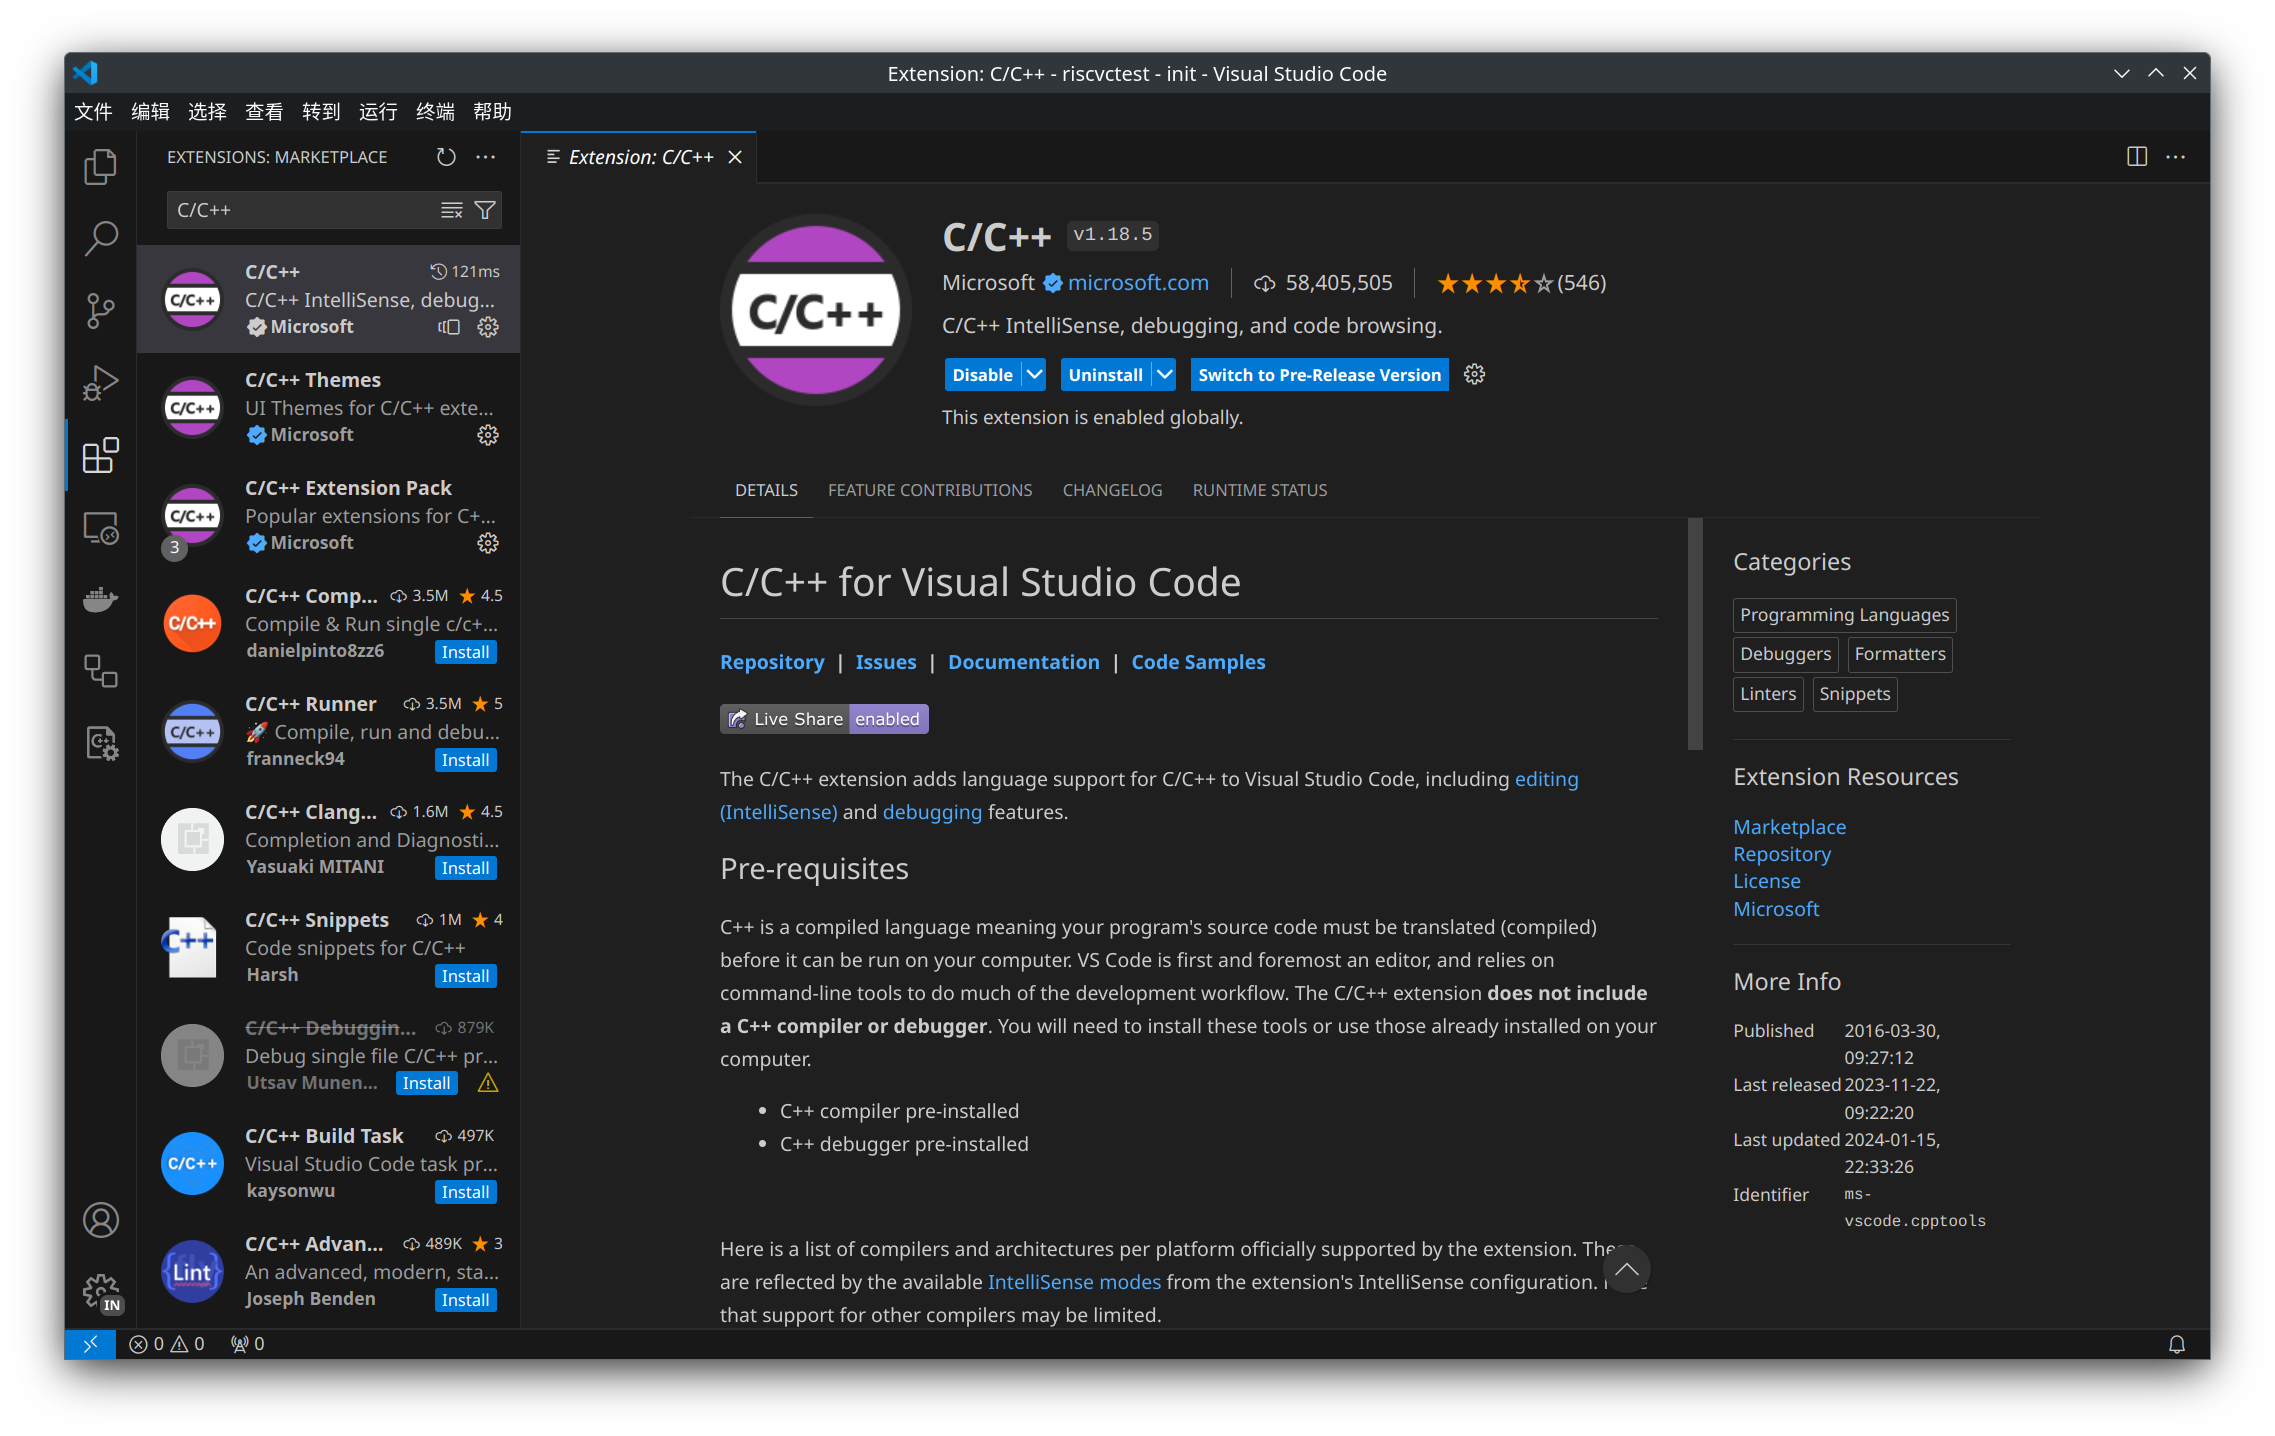 Extension: C/C++ - riscvctest - init - Visual Studio Code
文件 编辑 选择 查看 转到 运行 终端 帮助
EXTENSIONS: MARKETPLACE
C/C++
C/C++ 121ms
C/C++ IntelliSense, debug...
Microsoft
C/C++ Themes
UI Themes for C/C++ exte...
Microsoft
C/C++ Extension Pack
Popular extensions for C+...
Microsoft
3
C/C++ Comp... 3.5M 4.5
Compile & Run single c/c+...
danielpinto8zz6 Install
C/C++ Runner 3.5M 5
🚀 Compile, run and debu...
franneck94 Install
C/C++ Clang... 1.6M 4.5
Completion and Diagnosti...
Yasuaki MITANI Install
C/C++ Snippets 1M 4
Code snippets for C/C++
Harsh Install
C/C++ Debuggin... 879K
Debug single file C/C++ pr...
Utsav Munen... Install
C/C++ Build Task 497K
Visual Studio Code task pr...
kaysonwu Install
C/C++ Advan... 489K 3
An advanced, modern, sta...
Joseph Benden Install
C/C++
C/C++
C/C++
C/C++
C/C++
C++
C/C++
{Lint}
IN
Extension: C/C++
C/C++
C/C++ v1.18.5
Microsoft microsoft.com 58,405,505 (546)
C/C++ IntelliSense, debugging, and code browsing.
Disable Uninstall Switch to Pre-Release Version
This extension is enabled globally.
DETAILS FEATURE CONTRIBUTIONS CHANGELOG RUNTIME STATUS
C/C++ for Visual Studio Code
Repository | Issues | Documentation | Code Samples
Live Share enabled
The C/C++ extension adds language support for C/C++ to Visual Studio Code, including editing
(IntelliSense) and debugging features.
Pre-requisites
C++ is a compiled language meaning your program's source code must be translated (compiled)
before it can be run on your computer. VS Code is first and foremost an editor, and relies on
command-line tools to do much of the development workflow. The C/C++ extension does not include
a C++ compiler or debugger. You will need to install these tools or use those already installed on your
computer.
• C++ compiler pre-installed
• C++ debugger pre-installed
Here is a list of compilers and architectures per platform officially supported by the extension.
are reflected by the available IntelliSense modes from the extension's IntelliSense configuration.
that support for other compilers may be limited.
Categories
Programming Languages
Debuggers Formatters
Linters Snippets
Extension Resources
Marketplace
Repository
License
Microsoft
More Info
Published 2016-03-30,
09:27:12
Last released 2023-11-22,
09:22:20
Last updated 2024-01-15,
22:33:26
Identifier ms-
vscode.cpptools
0 0 0